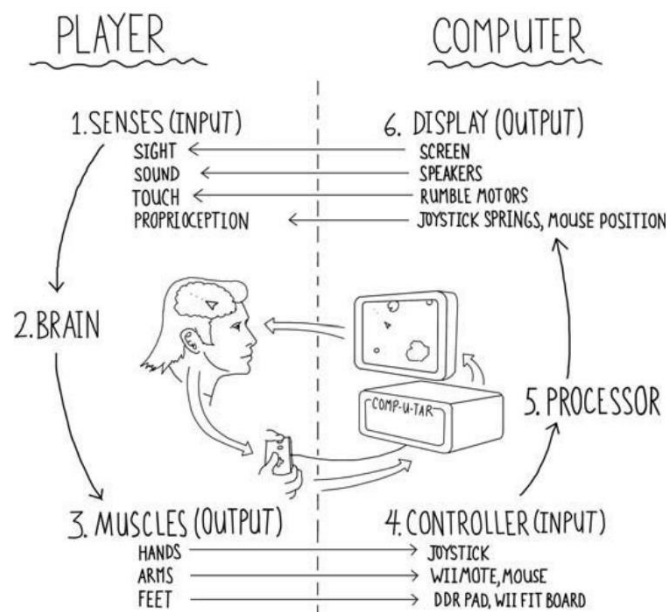 PLAYER
COMPUTER
1. SENSES (INPUT)
6. DISPLAY (OUTPUT)
SIGHT
SCREEN
SOUND
SPEAKERS
TOUCH
RUMBLE MOTORS
PROPRIOCEPTION
JOYSTICK SPRINGS, MOUSE POSITION
2. BRAIN
COMP-U-TAR
5. PROCESSOR
3. MUSCLES (OUTPUT)
4. CONTROLLER (INPUT)
HANDS
JOYSTICK
ARMS
WIIMOTE, MOUSE
FEET
DDR PAD, WII FIT BOARD